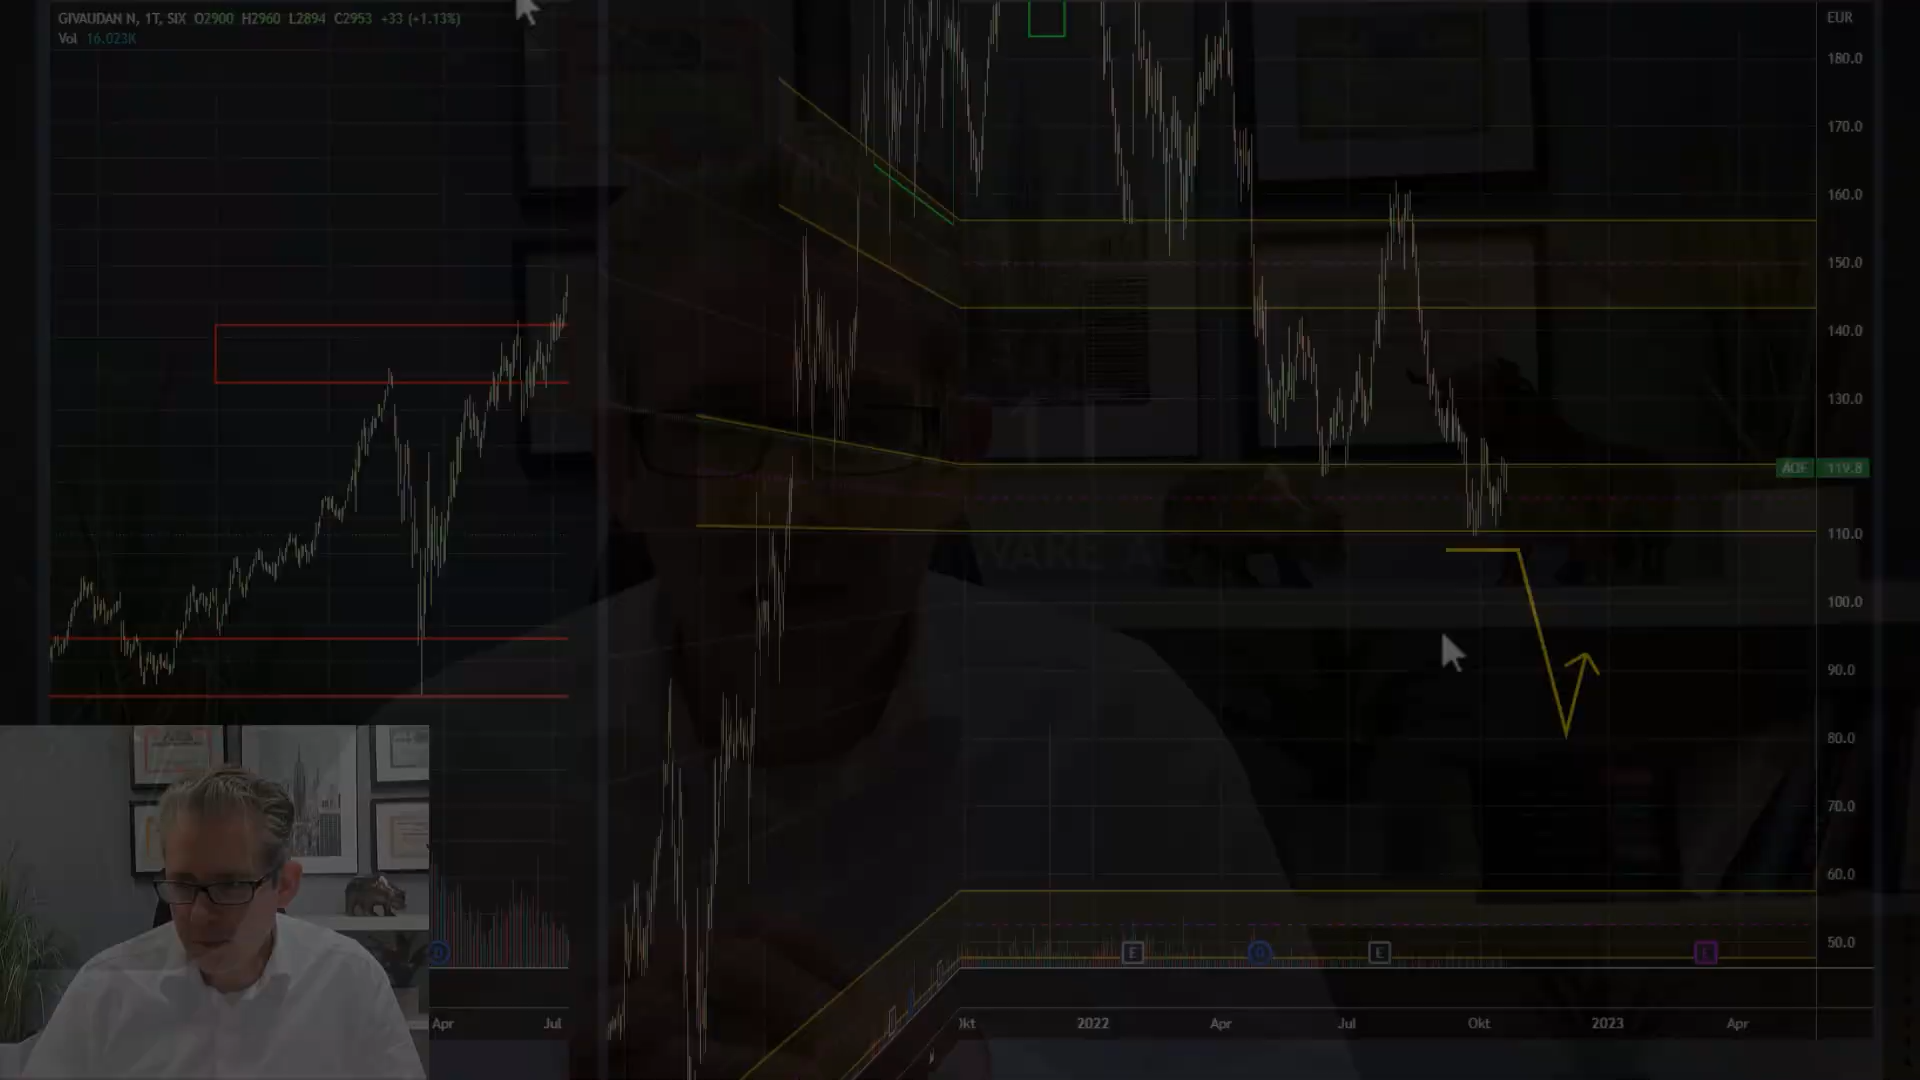 GIVAUDAN N, 1T, SIX O2900 H2960 L2894 C2953 +33 (+1.13%)
Vol 16.023K
EUR
180.0
170.0
160.0
150.0
140.0
130.0
AOF 119.8
110.0
100.0
90.0
80.0
70.0
60.0
50.0
D
E
D
E
E
Apr
Jul
Okt
2022
Apr
Jul
Okt
2023
Apr